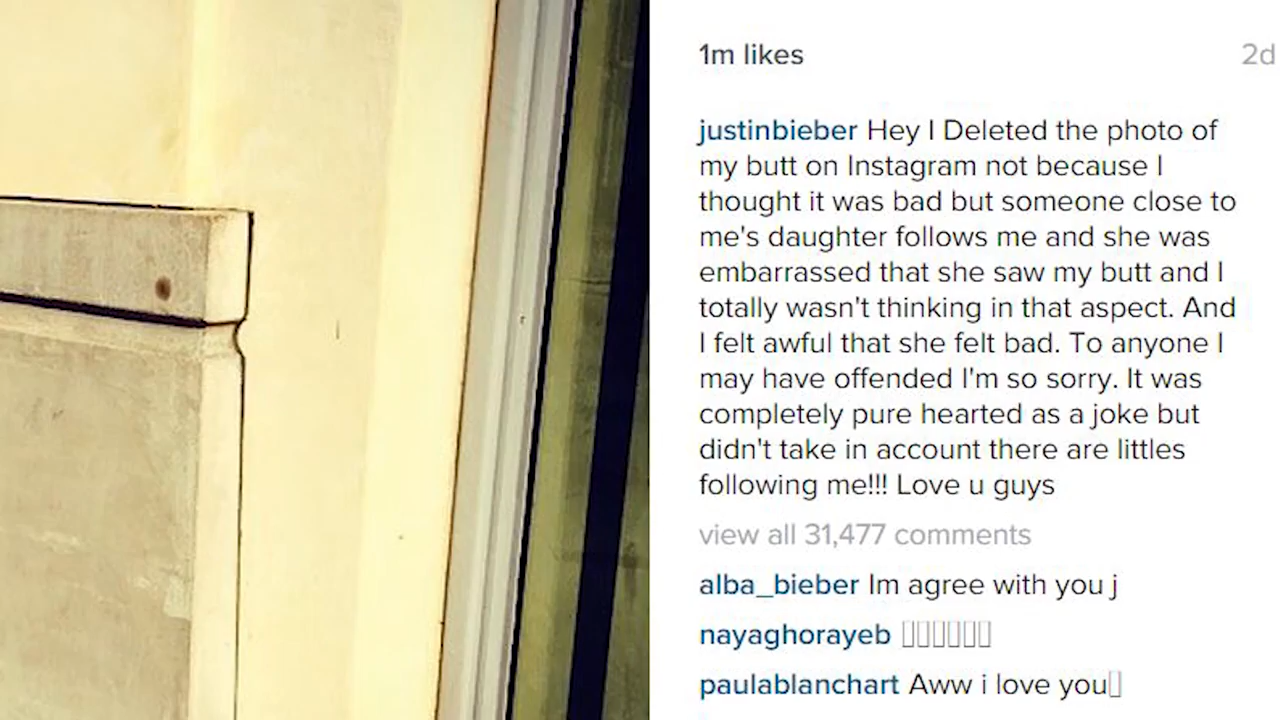 1m likes
2d
justinbieber Hey I Deleted the photo of
my butt on Instagram not because I
thought it was bad but someone close to
me's daughter follows me and she was
embarrassed that she saw my butt and I
totally wasn't thinking in that aspect. And
I felt awful that she felt bad. To anyone I
may have offended I'm so sorry. It was
completely pure hearted as a joke but
didn't take in account there are littles
following me!!! Love u guys
view all 31,477 comments
alba_bieber Im agree with you j
nayaghorayeb
paulablanchart Aww i love you